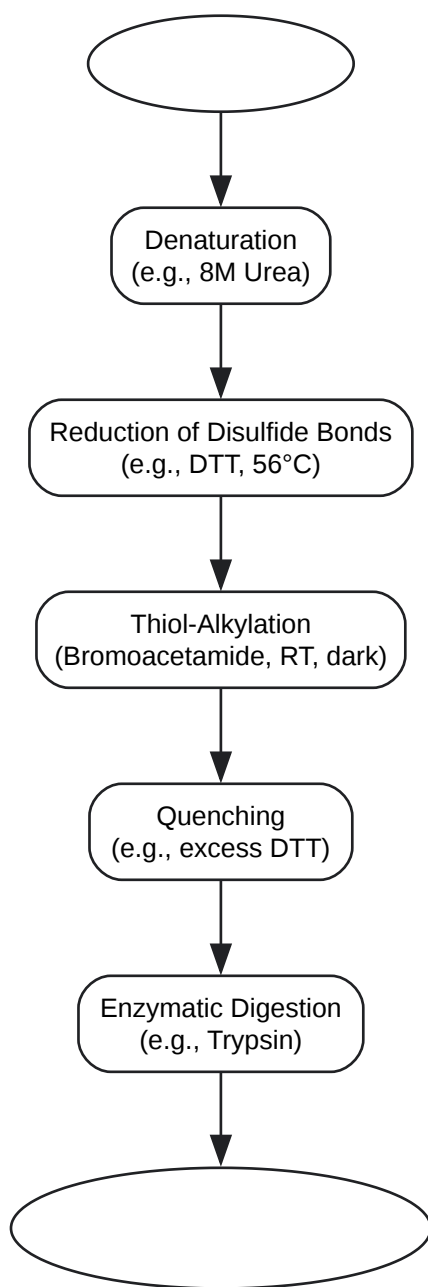 Denaturation
(e.g., 8M Urea)
Reduction of Disulfide Bonds
(e.g., DTT, 56°C)
Thiol-Alkylation
(Bromoacetamide, RT, dark)
Quenching
(e.g., excess DTT)
Enzymatic Digestion
(e.g., Trypsin)